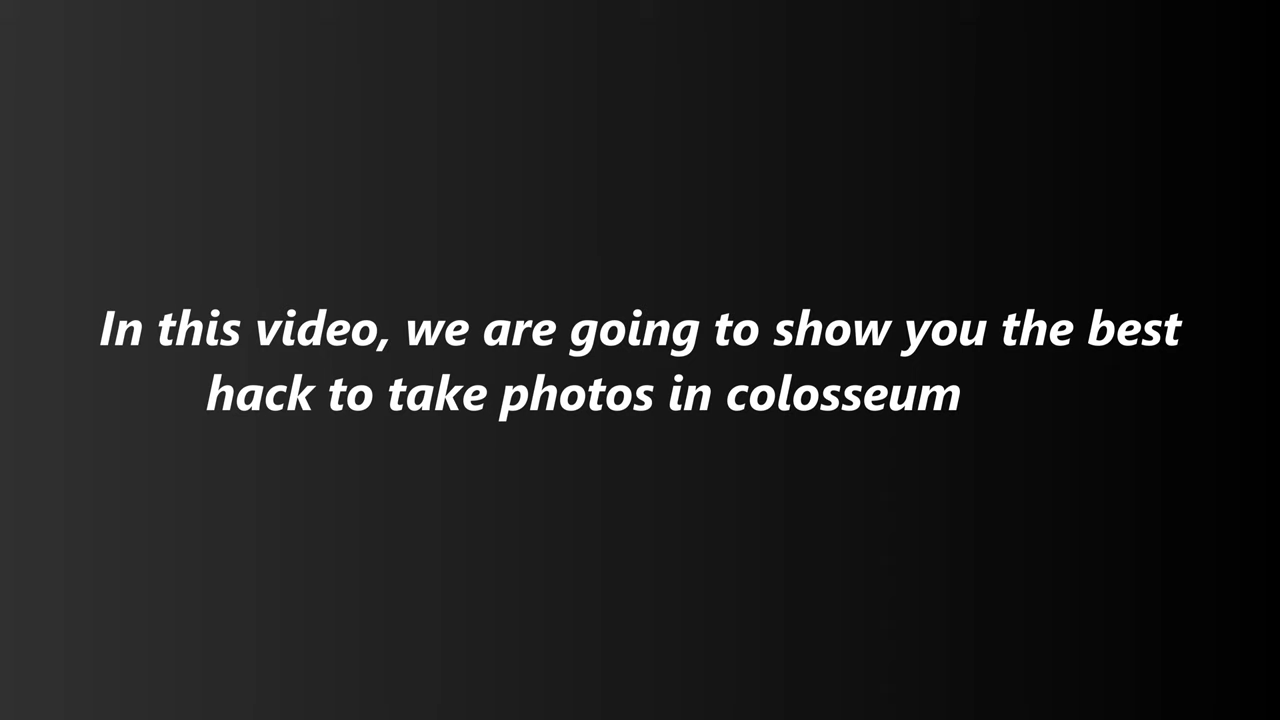 In this video, we are going to show you the best
hack to take photos in colosseum